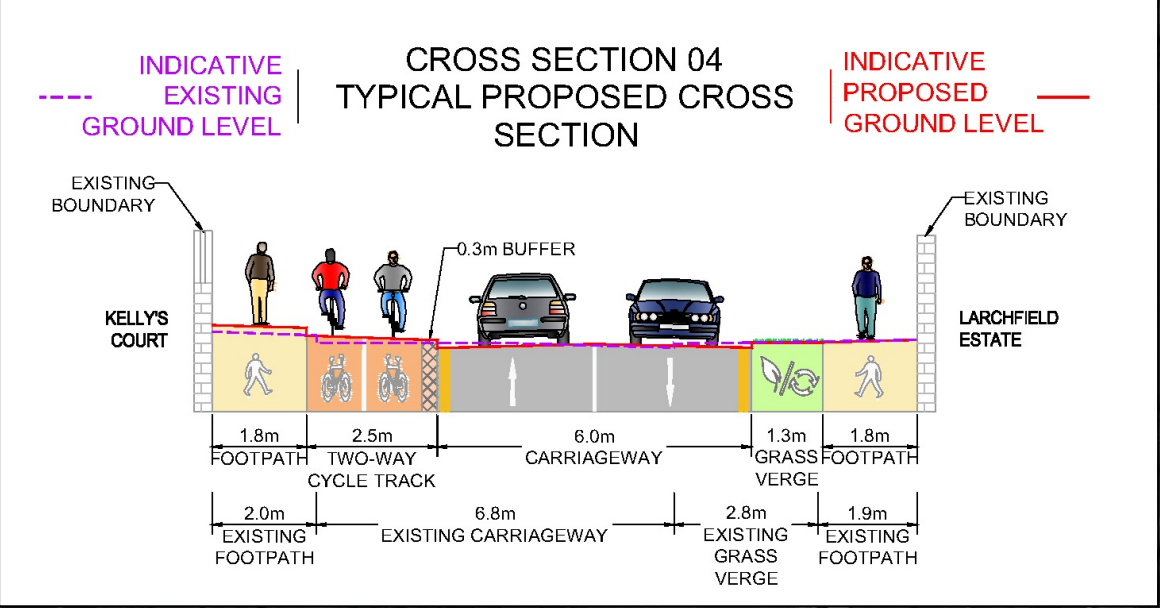 INDICATIVE
EXISTING
GROUND LEVEL
CROSS SECTION 04
TYPICAL PROPOSED CROSS
SECTION
INDICATIVE
PROPOSED
GROUND LEVEL
EXISTING
BOUNDARY
EXISTING
BOUNDARY
0.3m BUFFER
KELLY'S
COURT
LARCHFIELD
ESTATE
1.8m
FOOTPATH
2.5m
TWO-WAY
CYCLE TRACK
6.0m
CARRIAGEWAY
1.3m
GRASS
VERGE
1.8m
FOOTPATH
2.0m
EXISTING
FOOTPATH
6.8m
EXISTING CARRIAGEWAY
2.8m
EXISTING
GRASS
VERGE
1.9m
EXISTING
FOOTPATH